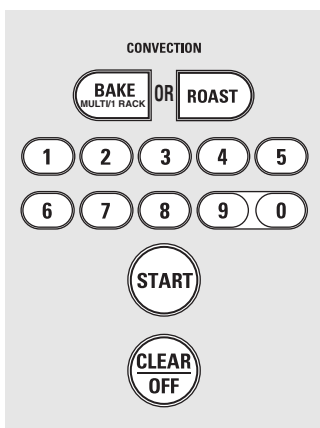 CONVECTION
BAKE
MULTI/1 RACK
OR
ROAST
1 2 3 4 5
6 7 8 9 0
START
CLEAR
OFF